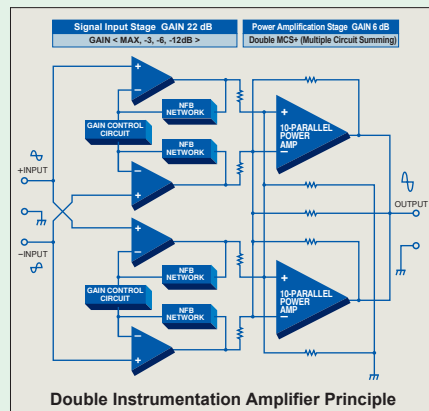 Signal Input Stage GAIN 22 dB
GAIN < MAX, -3, -6, -12dB >
Power Amplification Stage GAIN 6 dB
Double MCS+ (Multiple Circuit Summing)
+
−
NFB
NETWORK
GAIN CONTROL
CIRCUIT
NFB
NETWORK
−
+
+
10-PARALLEL
POWER
AMP
−
+INPUT
−INPUT
OUTPUT
+
−
NFB
NETWORK
GAIN CONTROL
CIRCUIT
NFB
NETWORK
−
+
+
10-PARALLEL
POWER
AMP
−
Double Instrumentation Amplifier Principle